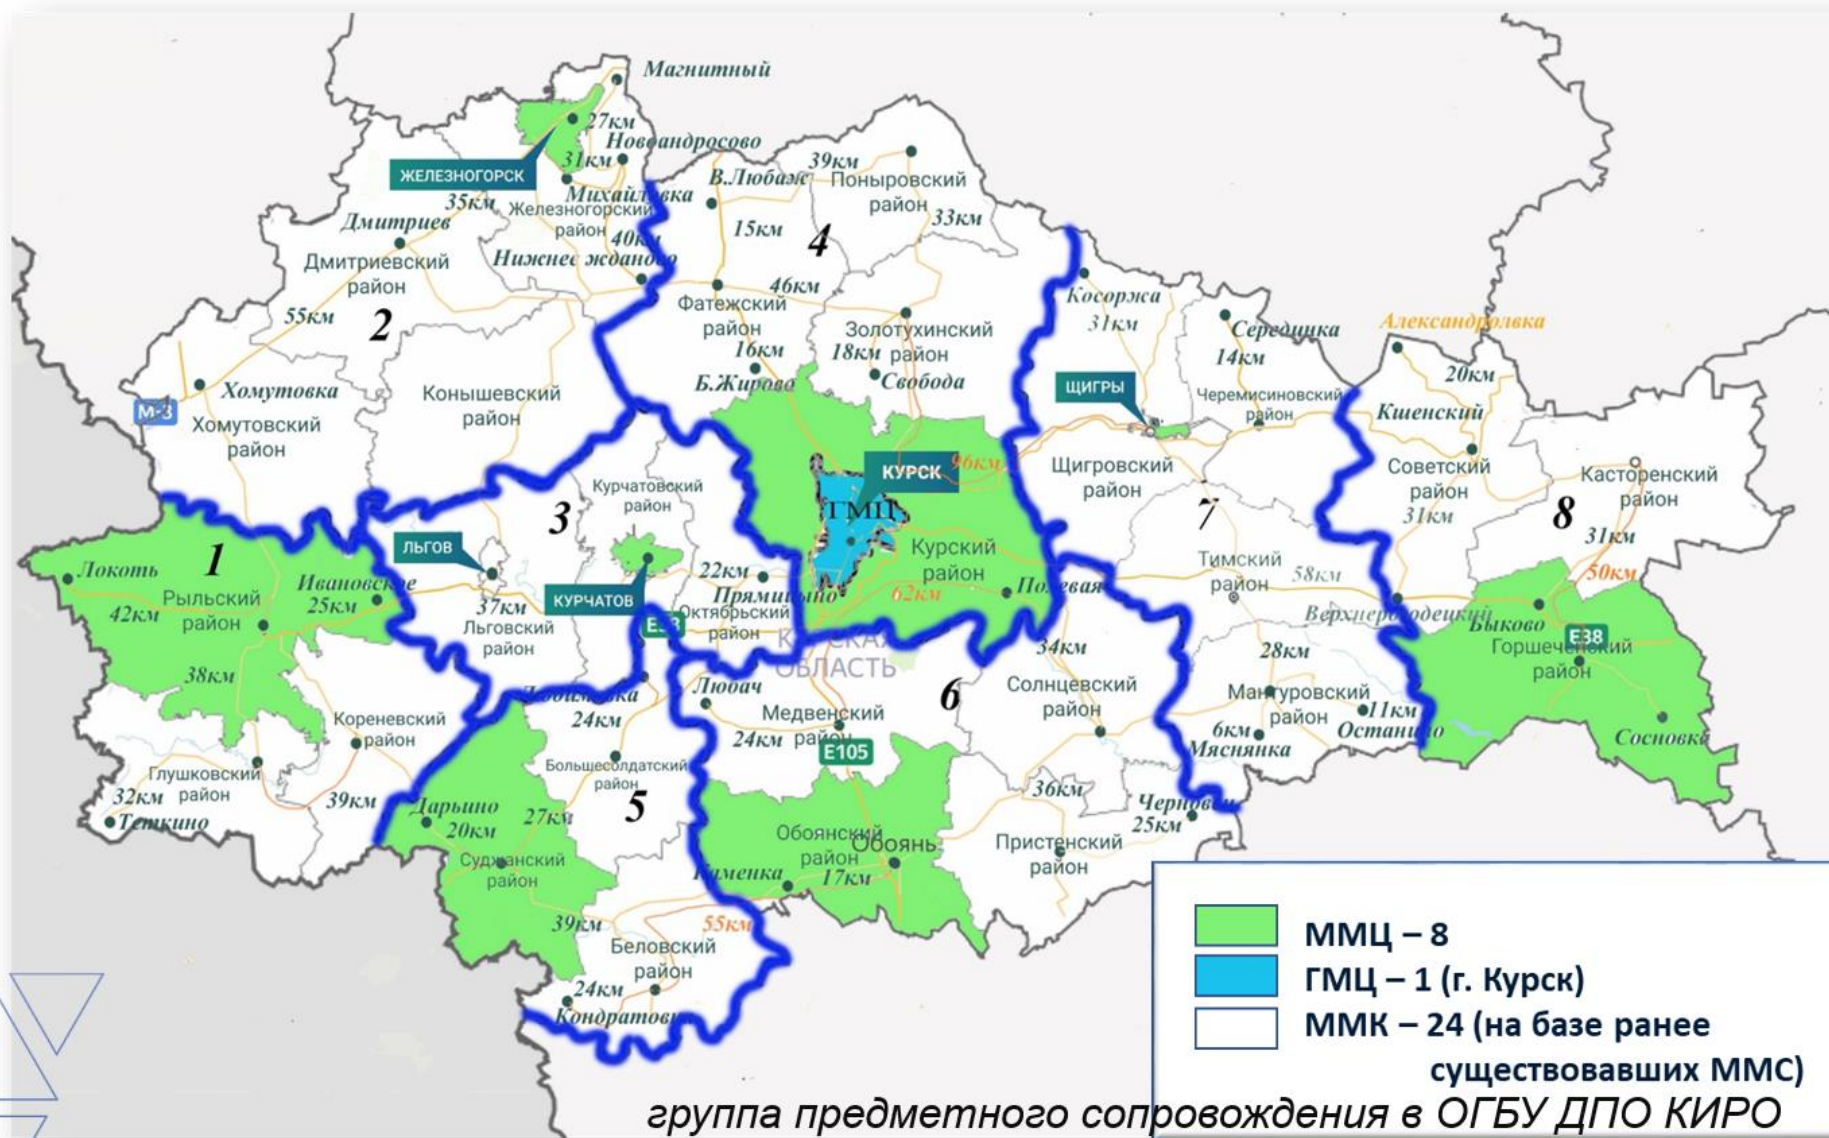 Магнитный
27км
Новоандросово
ЖЕЛЕЗНОГОРСК
31км
Михайловка
35км
Железногорский
район
40км
Нижнее жданово
Дмитриев
Дмитриевский
район
55км
2
Хомутовка
М-3
Хомутовский
район
Конышевский
район
39км
В.Любаж
Поныровский
район
15км
4
33км
46км
Фатежский
район
16км
Б.Жирово
Золотухинский
район
18км
Свобода
Косоржа
31км
Середина
14км
ЩИГРЫ
Черемисиновский
район
Щигровский
район
7
Тимский
район
58км
Александролвка
20км
Кшенский
Советский
район
31км
Касторенский
район
8
31км
50км
Верхнегородецкий
Быково
Е38
Горшеченский
район
Сосновка
КУРСК
96км
ГМЦ
Курский
район
Полевая
62км
3
Курчатовский
район
ЛЬГОВ
КУРЧАТОВ
37км
Льговский
район
22км
Прямицыно
Октябрьский
район
КУРСКАЯ
ОБЛАСТЬ
1
Локоть
Ивановское
25км
42км
Рыльский
район
38км
Кореневский
район
Глушковский
район
32км
39км
Теткино
24км
Большесолдатский
район
5
Дарьино
20км
27км
Суджанский
район
39км
55км
Беловский
район
24км
Любач
6
Медвенский
район
24км
Е105
34км
Солнцевский
район
Обоянский
район
Обоянь
Каменка
17км
36км
Пристенский
район
25км
28км
Мантуровский
район
11км
Останино
6км
Мяснянка
ММЦ – 8
ГМЦ – 1 (г. Курск)
ММК – 24 (на базе ранее
существовавших ММС)
группа предметного сопровождения в ОГБУ ДПО КИРО